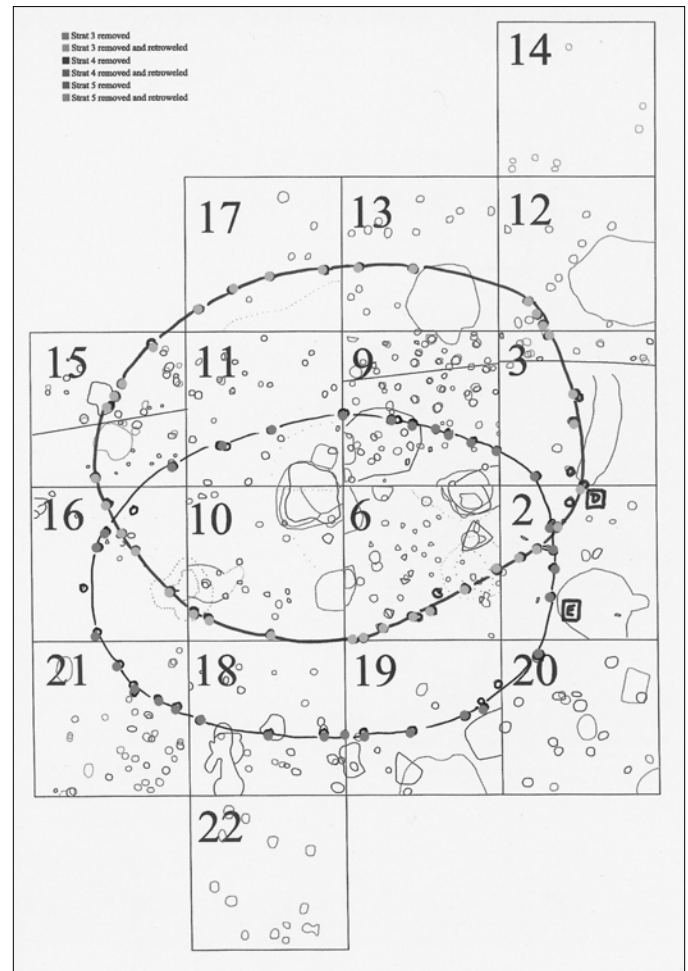 Strat 3 removed
Strat 3 removed and retroweled
Strat 4 removed
Strat 4 removed and retroweled
Strat 5 removed
Strat 5 removed and retroweled
14
17
13
12
15
11
9
3
16
10
6
2
D
E
21
18
19
20
22